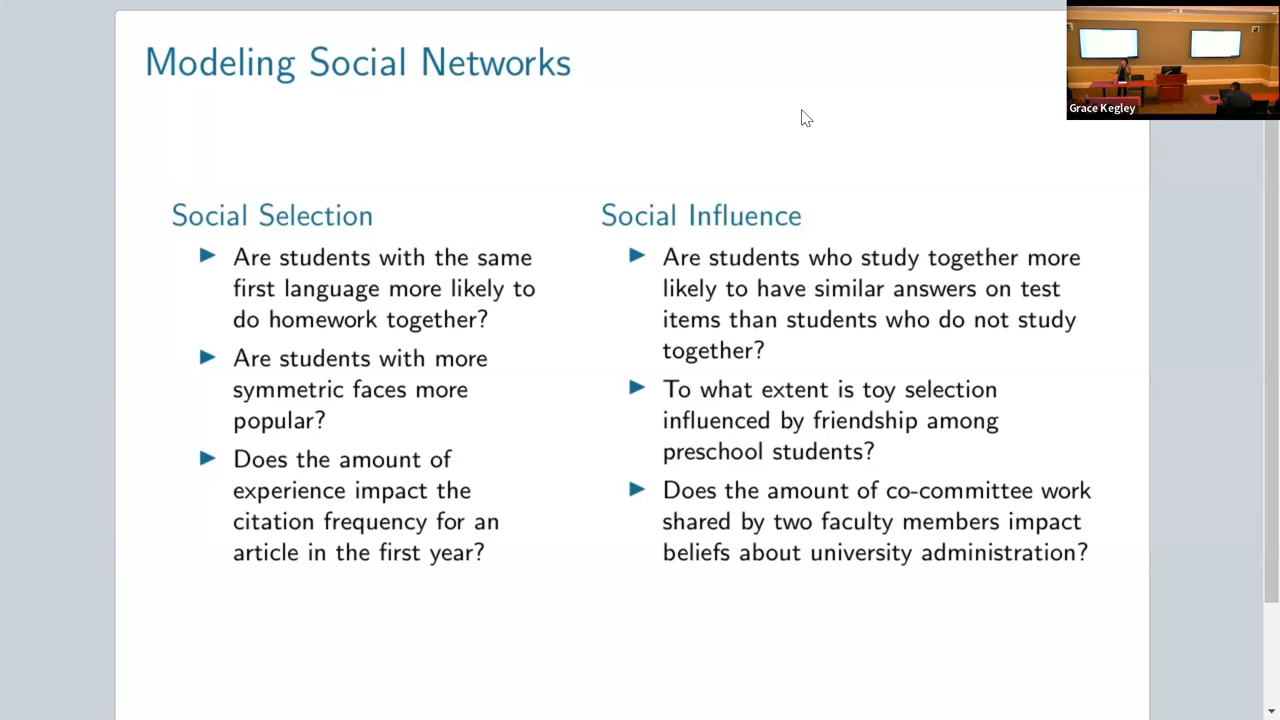 Modeling Social Networks
Grace Kegley
Social Selection
Are students with the same
first language more likely to
do homework together?
Are students with more
symmetric faces more
popular?
Does the amount of
experience impact the
citation frequency for an
article in the first year?
Social Influence
Are students who study together more
likely to have similar answers on test
items than students who do not study
together?
To what extent is toy selection
influenced by friendship among
preschool students?
Does the amount of co-committee work
shared by two faculty members impact
beliefs about university administration?